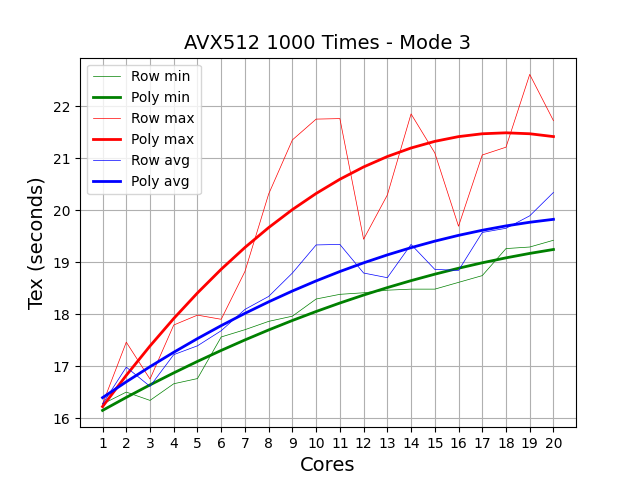 AVX512 1000 Times - Mode 3
Row min
Poly min
Row max
Poly max
Row avg
Poly avg
22
21
20
19
18
17
16
Tex (seconds)
1 2 3 4 5 6 7 8 9 10 11 12 13 14 15 16 17 18 19 20
Cores